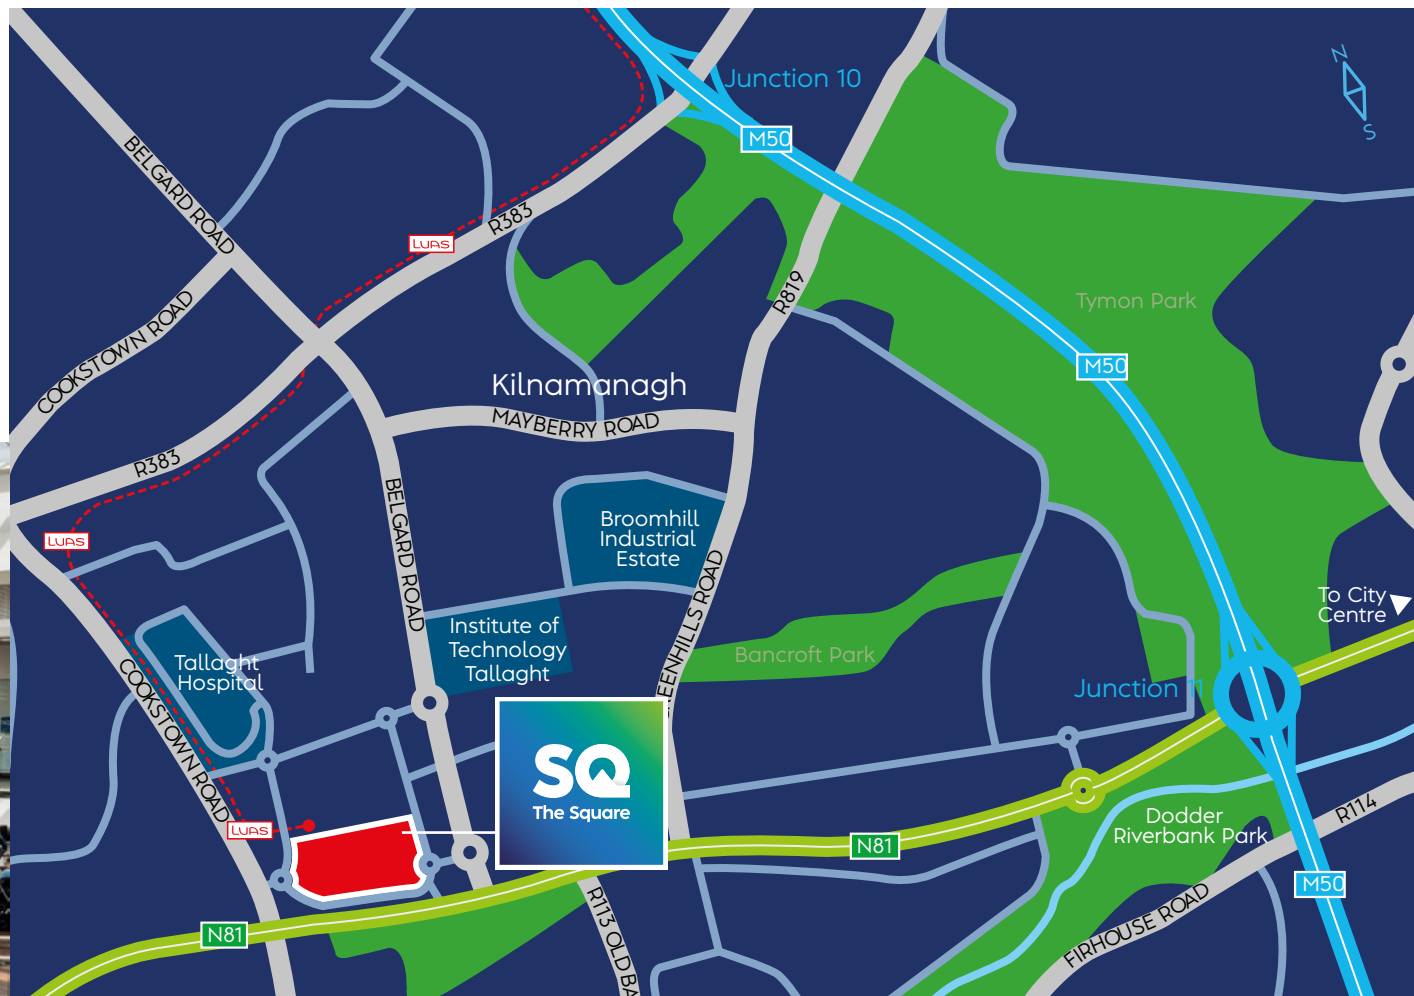 N
S
Junction 10
M50
BELGARD ROAD
R383
LUAS
R819
Tymon Park
COOKSTOWN ROAD
M50
Kilnamanagh
MAYBERRY ROAD
R383
BELGARD ROAD
LUAS
Broomhill
Industrial
Estate
GREENHILLS ROAD
To City
Centre
Institute of
Technology
Tallaght
Bancroft Park
Tallaght
Hospital
Junction 11
COOKSTOWN ROAD
SQ
The Square
LUAS
N81
Dodder
Riverbank Park
R114
M50
FIRHOUSE ROAD
N81
R113 OLD BA